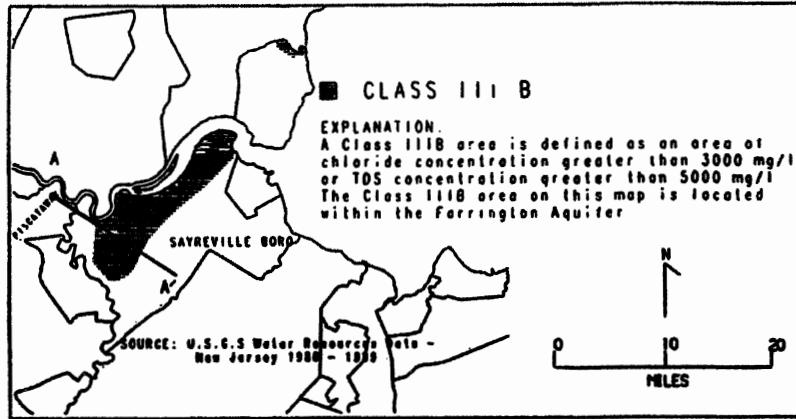 CLASS III B
EXPLANATION.
A Class IIIB area is defined as an area of
chloride concentration greater than 3000 mg/l
or TDS concentration greater than 5000 mg/l
The Class IIIB area on this map is located
within the Farrington Aquifer
A
SAYREVILLE BORO
A'
N
SOURCE: U.S.G.S Water Resources Data -
New Jersey 1988 - 1989
0 10 20
MILES